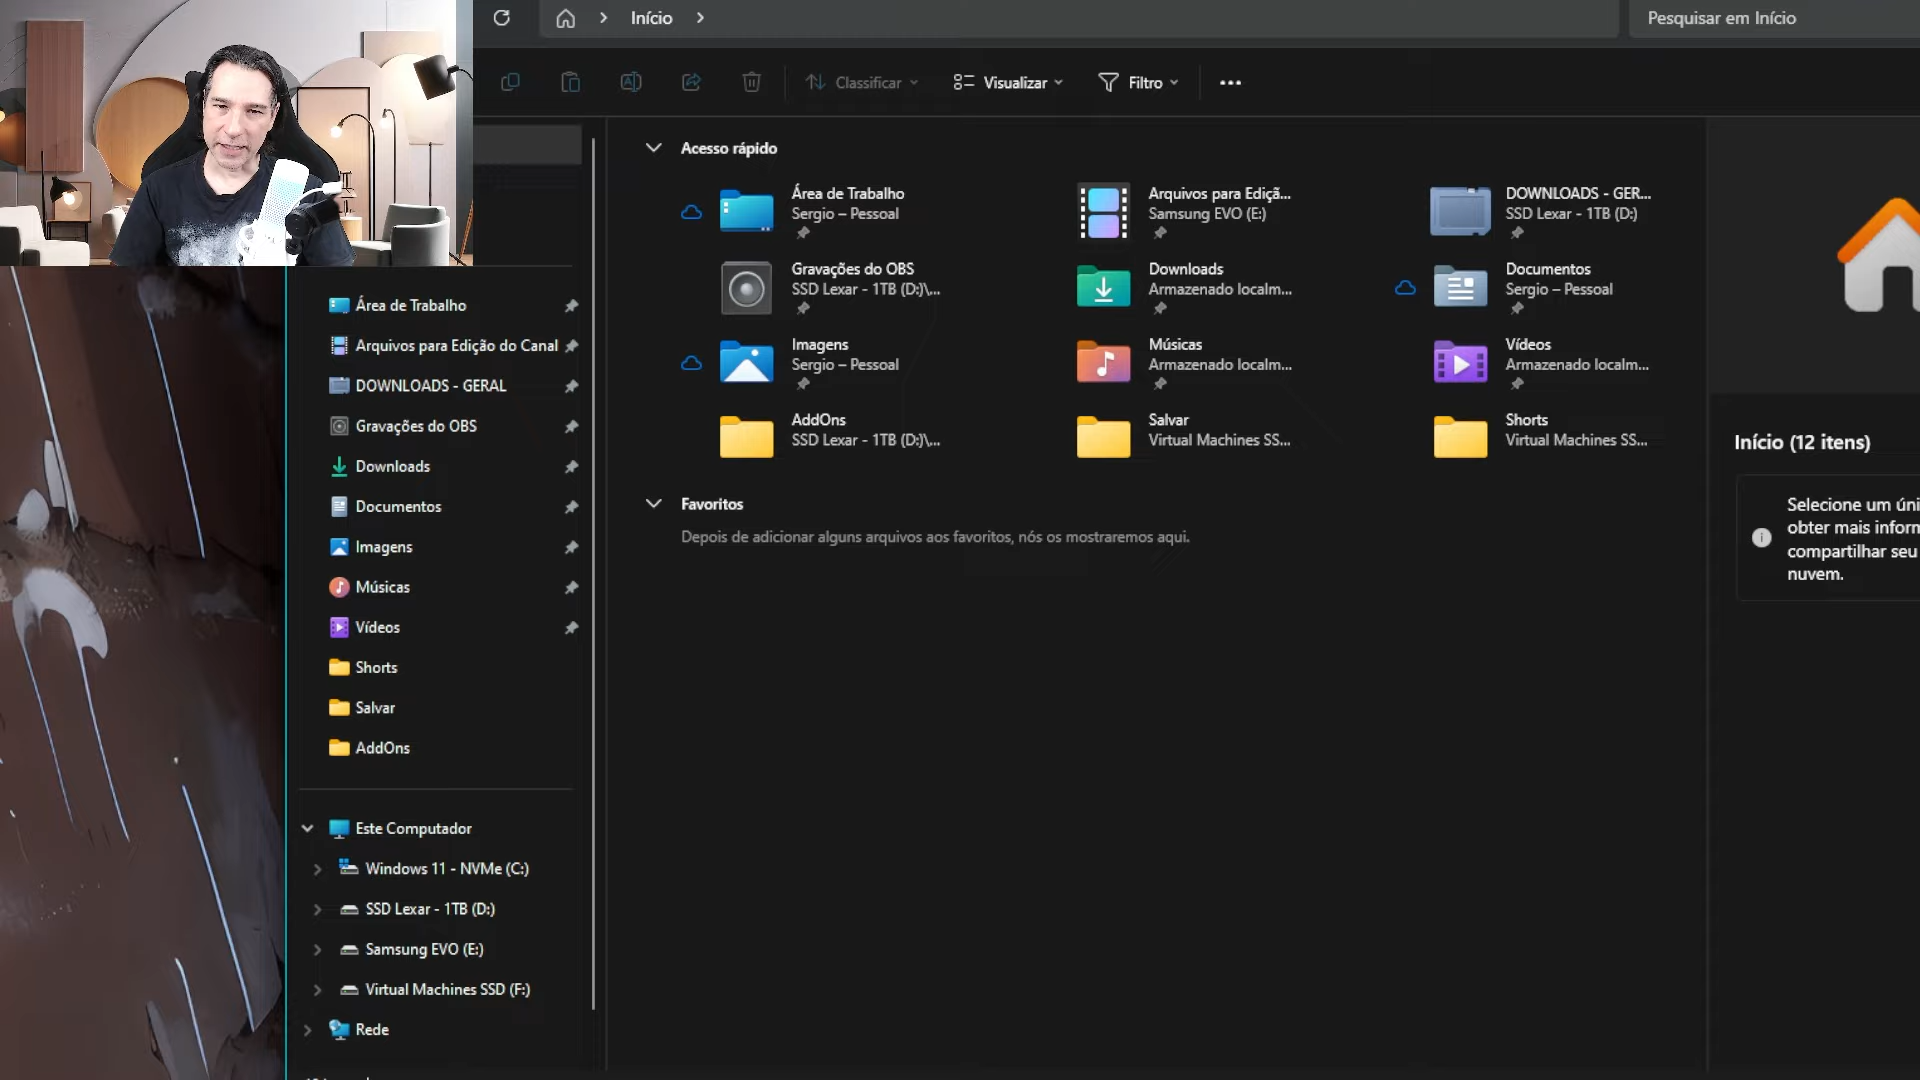 Início
Pesquisar em Início
Classificar
Visualizar
Filtro
Acesso rápido
Área de Trabalho
Sergio – Pessoal
Arquivos para Ediçã...
Samsung EVO (E:)
DOWNLOADS - GER...
SSD Lexar - 1TB (D:)
Gravações do OBS
SSD Lexar - 1TB (D:)\...
Downloads
Armazenado localm...
Documentos
Sergio – Pessoal
Imagens
Sergio – Pessoal
Músicas
Armazenado localm...
Vídeos
Armazenado localm...
AddOns
SSD Lexar - 1TB (D:)\...
Salvar
Virtual Machines SS...
Shorts
Virtual Machines SS...
Favoritos
Depois de adicionar alguns arquivos aos favoritos, nós os mostraremos aqui.
Área de Trabalho
Arquivos para Edição do Canal
DOWNLOADS - GERAL
Gravações do OBS
Downloads
Documentos
Imagens
Músicas
Vídeos
Shorts
Salvar
AddOns
Este Computador
Windows 11 - NVMe (C:)
SSD Lexar - 1TB (D:)
Samsung EVO (E:)
Virtual Machines SSD (F:)
Rede
Início (12 itens)
Selecione um úni
obter mais inform
compartilhar seu
nuvem.